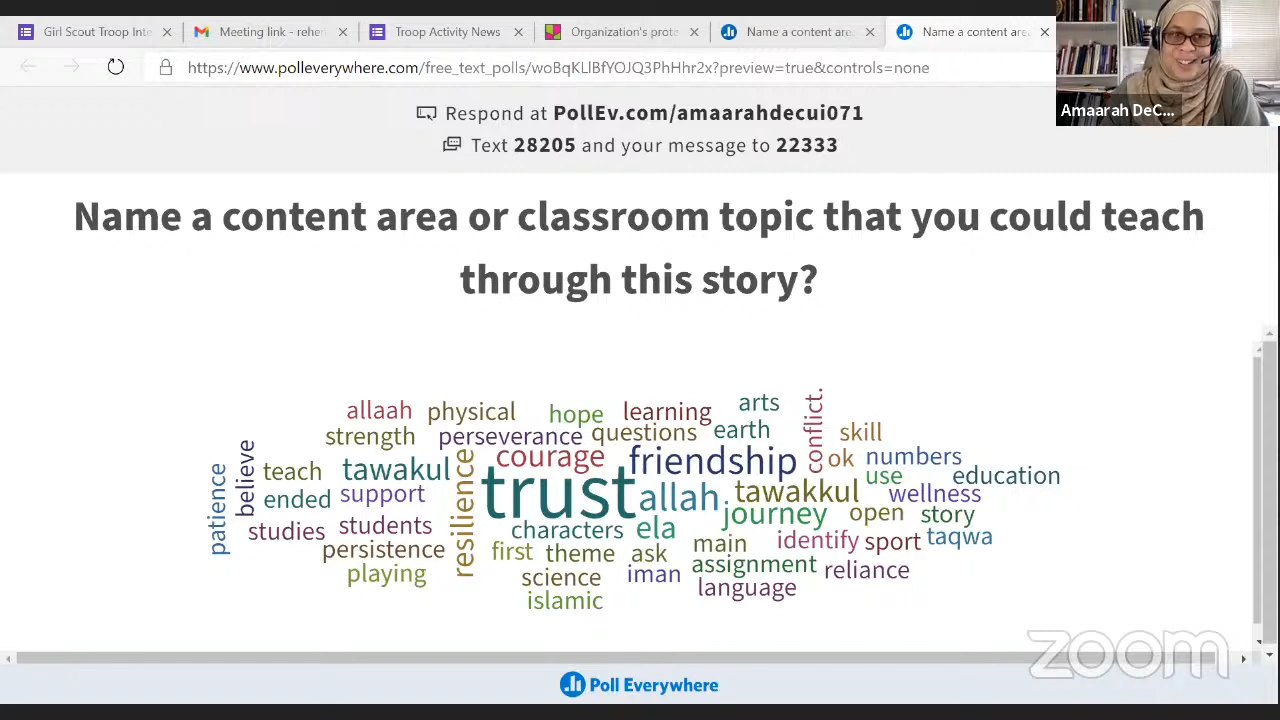 Girl Scout Troop Inte
Meeting link - reher
Troop Activity News
Organization's prote
Name a content area
Name a content area
https://www.polleverywhere.com/free_text_polls/woBqKLlBfYOJQ3PhHhr2x?preview=true&controls=none
Amaarah DeC...
Respond at PollEv.com/amaarahdecui071
Text 28205 and your message to 22333
Name a content area or classroom topic that you could teach
through this story?
allaah physical hope learning arts conflict.
strength perseverance questions earth skill
believe courage friendship ok numbers
patience teach tawakul resilience trust allah tawakkul use education
ended support journey wellness
studies students characters ela open story
persistence first theme ask main identify sport taqwa
playing science iman assignment reliance
islamic language
zoom
Poll Everywhere